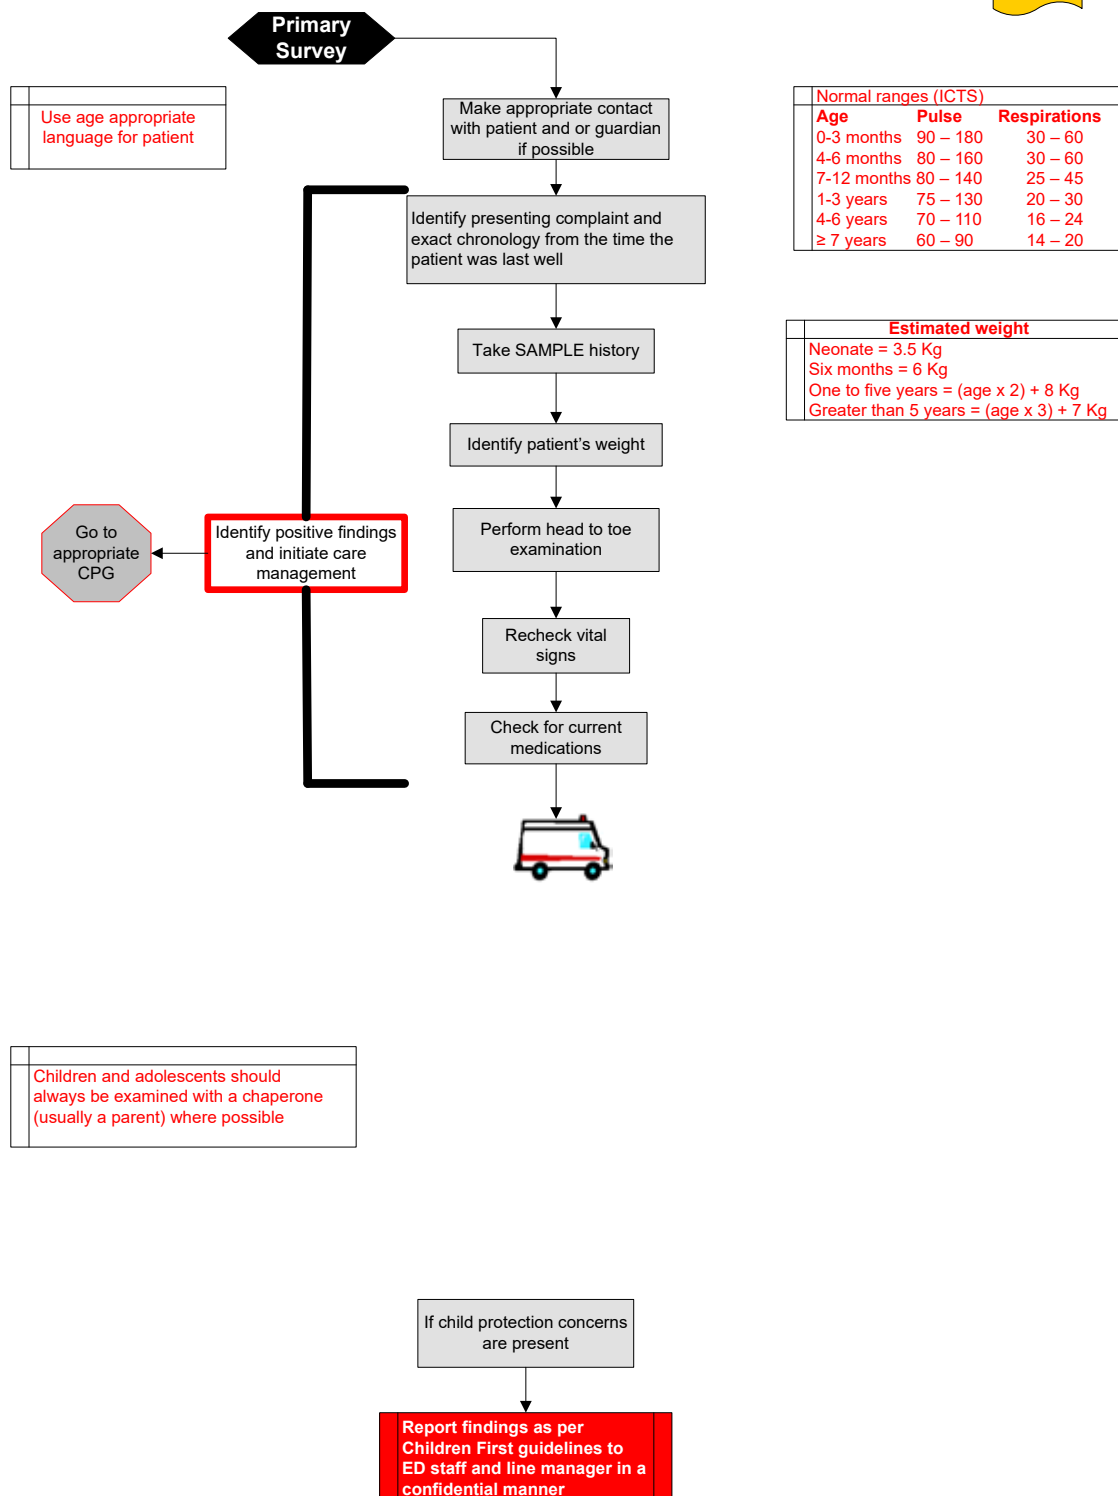 Primary
Survey
Use age appropriate
language for patient
Make appropriate contact
with patient and or guardian
if possible
Normal ranges (ICTS)
Age Pulse Respirations
0-3 months 90 – 180 30 – 60
4-6 months 80 – 160 30 – 60
7-12 months 80 – 140 25 – 45
1-3 years 75 – 130 20 – 30
4-6 years 70 – 110 16 – 24
≥ 7 years 60 – 90 14 – 20
Identify presenting complaint and
exact chronology from the time the
patient was last well
Estimated weight
Neonate = 3.5 Kg
Six months = 6 Kg
One to five years = (age x 2) + 8 Kg
Greater than 5 years = (age x 3) + 7 Kg
Take SAMPLE history
Identify patient's weight
Go to
appropriate
CPG
Identify positive findings
and initiate care
management
Perform head to toe
examination
Recheck vital
signs
Check for current
medications
Children and adolescents should
always be examined with a chaperone
(usually a parent) where possible
If child protection concerns
are present
Report findings as per
Children First guidelines to
ED staff and line manager in a
confidential manner